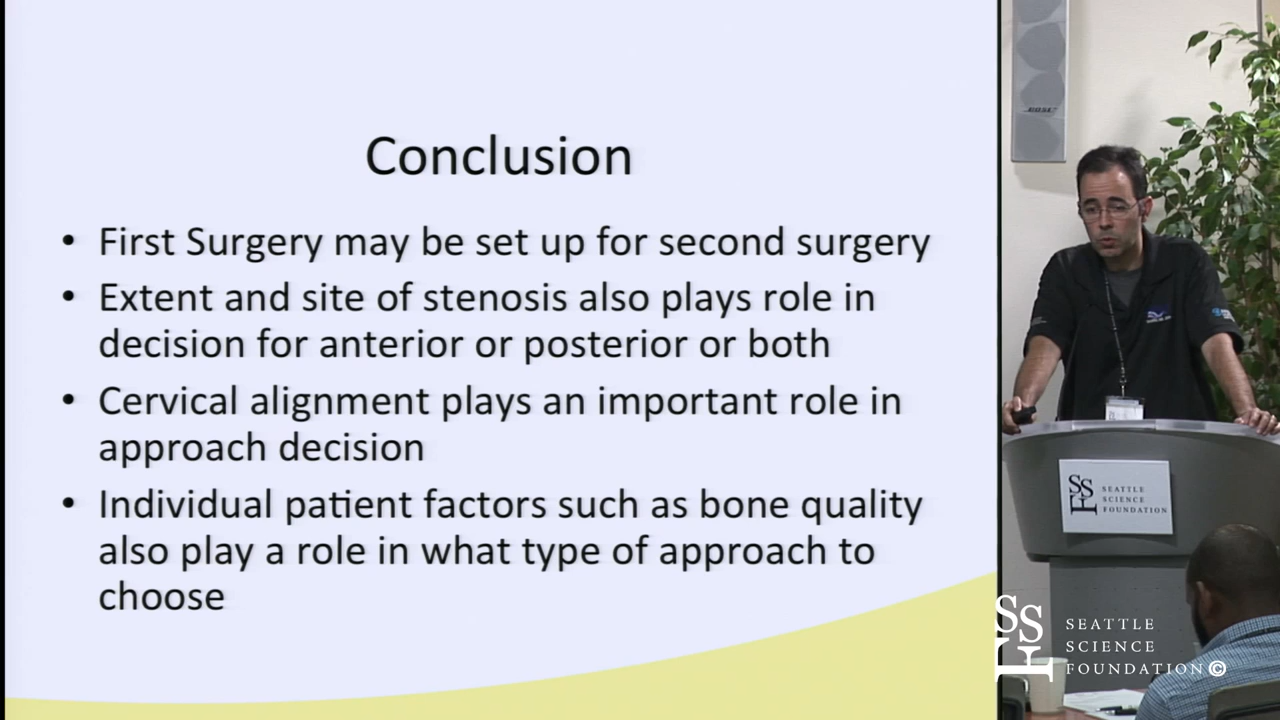 Conclusion
• First Surgery may be set up for second surgery
• Extent and site of stenosis also plays role in
decision for anterior or posterior or both
• Cervical alignment plays an important role in
approach decision
• Individual patient factors such as bone quality
also play a role in what type of approach to
choose
BOSE
SSF
SEATTLE
SCIENCE
FOUNDATION
SSF
SEATTLE
SCIENCE
FOUNDATION©